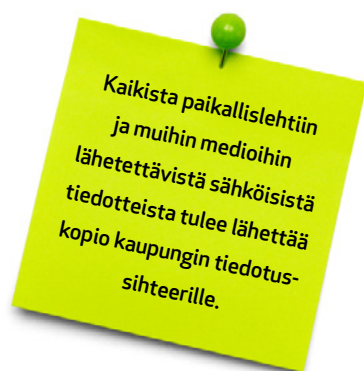 Kaikista paikallislehtiin
ja muihin medioihin
lähetettävistä sähköisistä
tiedotteista tulee lähettää
kopio kaupungin tiedotus-
sihteerille.